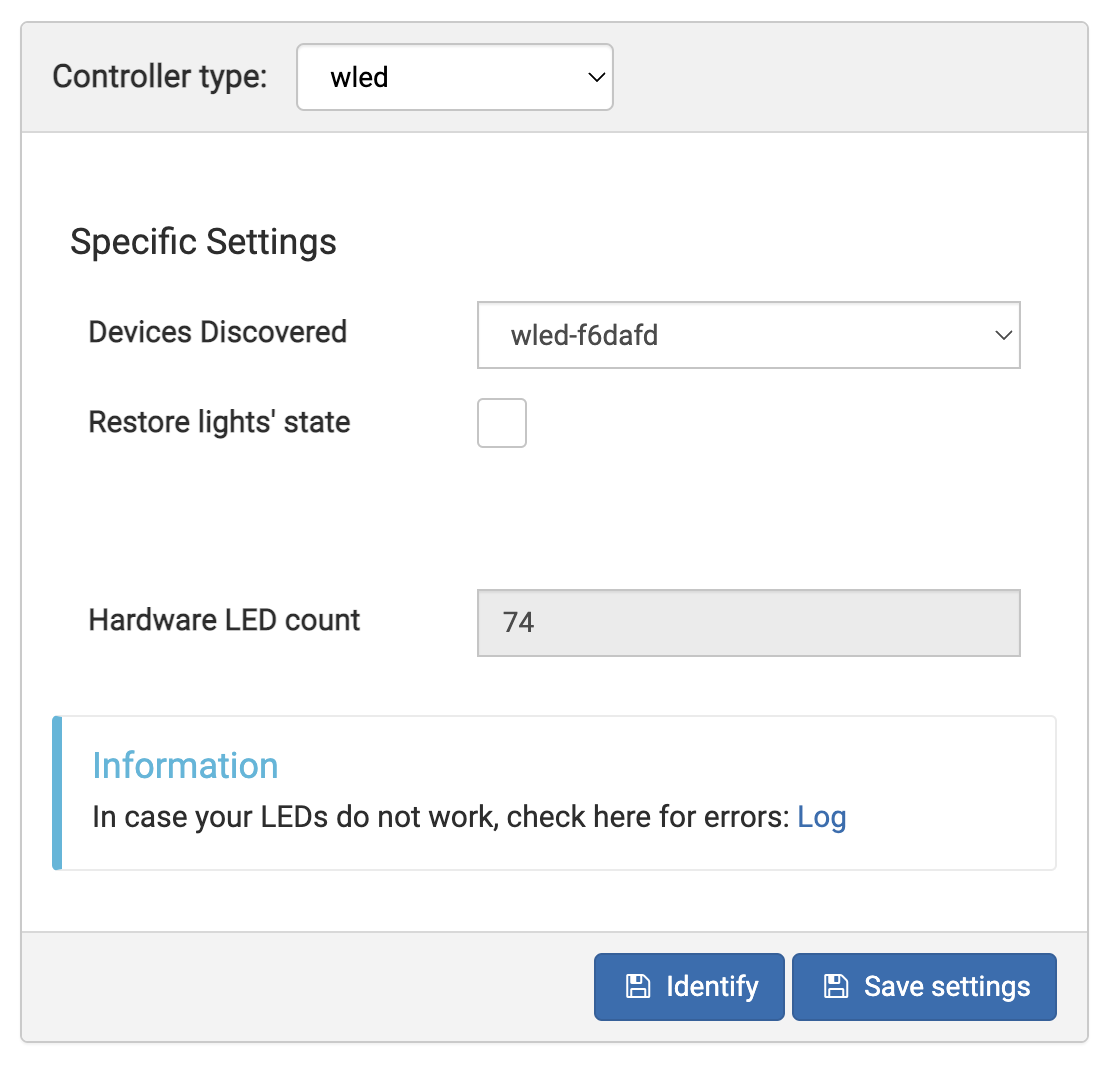 Controller type: wled
Specific Settings
Devices Discovered wled-f6dafd
Restore lights' state
Hardware LED count 74
Information
In case your LEDs do not work, check here for errors: Log
Identify Save settings